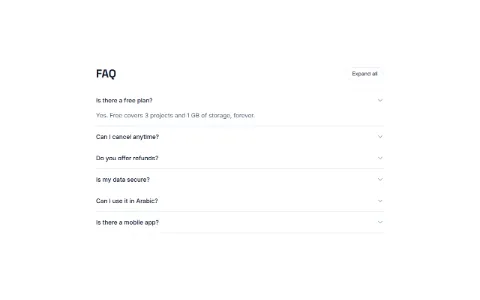 FAQ
Expand all
Is there a free plan?
Yes. Free covers 3 projects and 1 GB of storage, forever.
Can I cancel anytime?
Do you offer refunds?
Is my data secure?
Can I use it in Arabic?
Is there a mobile app?